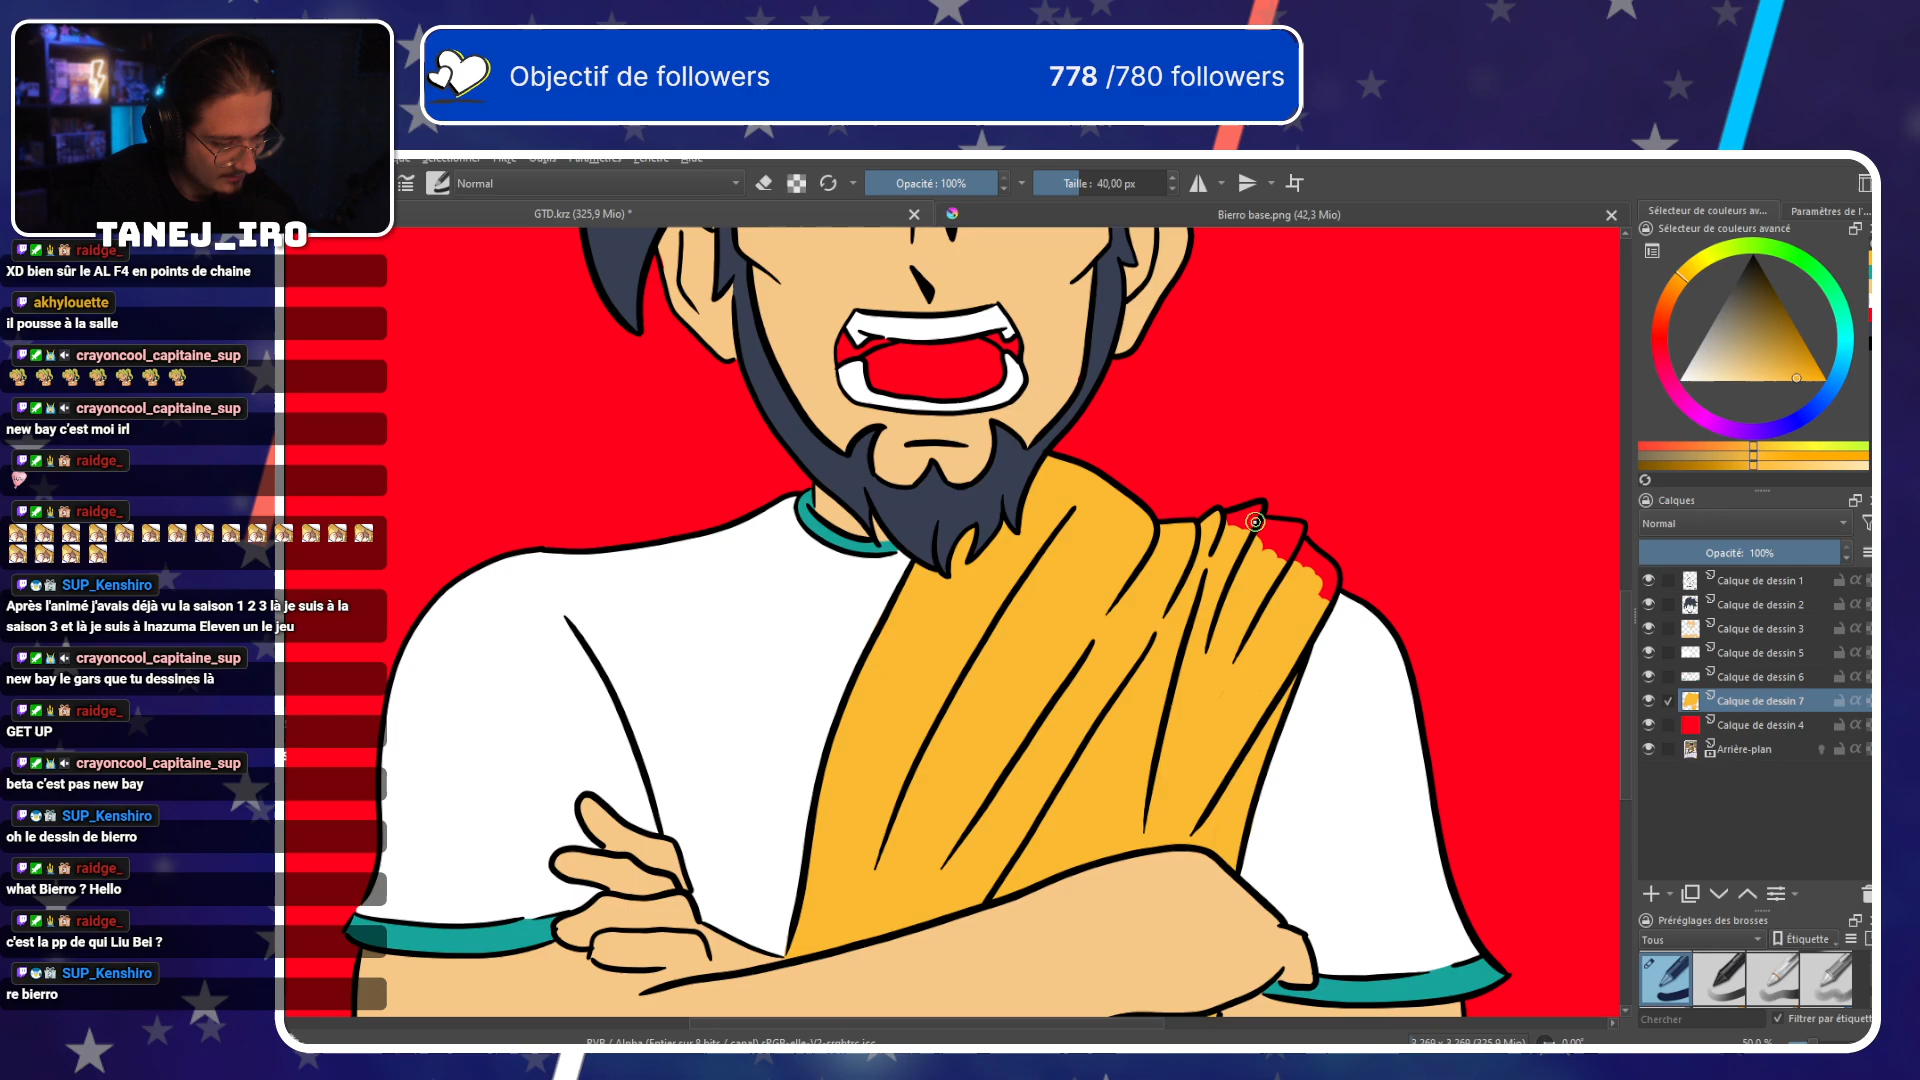 Objectif de followers
778 /780 followers
TANEJ_IRO
raidge_
XD bien sûr le AL F4 en points de chaine
akhylouette
il pousse à la salle
crayoncool_capitaine_sup
crayoncool_capitaine_sup
new bay c'est moi irl
raidge_
raidge_
SUP_Kenshiro
Après l'animé j'avais déjà vu la saison 1 2 3 là je suis à la
saison 3 et là je suis à Inazuma Eleven un le jeu
crayoncool_capitaine_sup
new bay le gars que tu dessines là
raidge_
GET UP
crayoncool_capitaine_sup
beta c'est pas new bay
SUP_Kenshiro
oh le dessin de bierro
raidge_
what Bierro ? Hello
raidge_
c'est la pp de qui Liu Bei ?
SUP_Kenshiro
re bierro
Normal
Opacité : 100%
Taille : 40,00 px
GTD.krz (325,9 Mio) *
Bierro base.png (42,3 Mio)
Sélecteur de couleurs av...
Paramètres de l'...
Sélecteur de couleurs avancé
Calques
Normal
Opacité: 100%
Calque de dessin 1
Calque de dessin 2
Calque de dessin 3
Calque de dessin 5
Calque de dessin 6
Calque de dessin 7
Calque de dessin 4
Arrière-plan
Préréglages des brosses
Tous
Étiquette
Chercher
Filtrer par étiquett